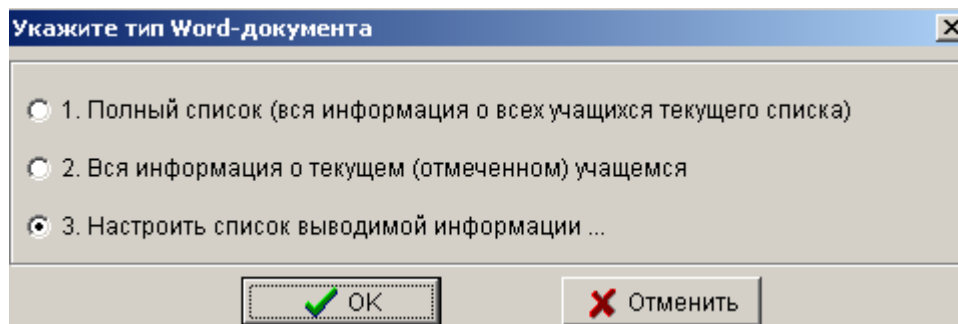 Укажите тип Word-документа
1. Полный список (вся информация о всех учащихся текущего списка)
2. Вся информация о текущем (отмеченном) учащемся
3. Настроить список выводимой информации ...
OK Отменить